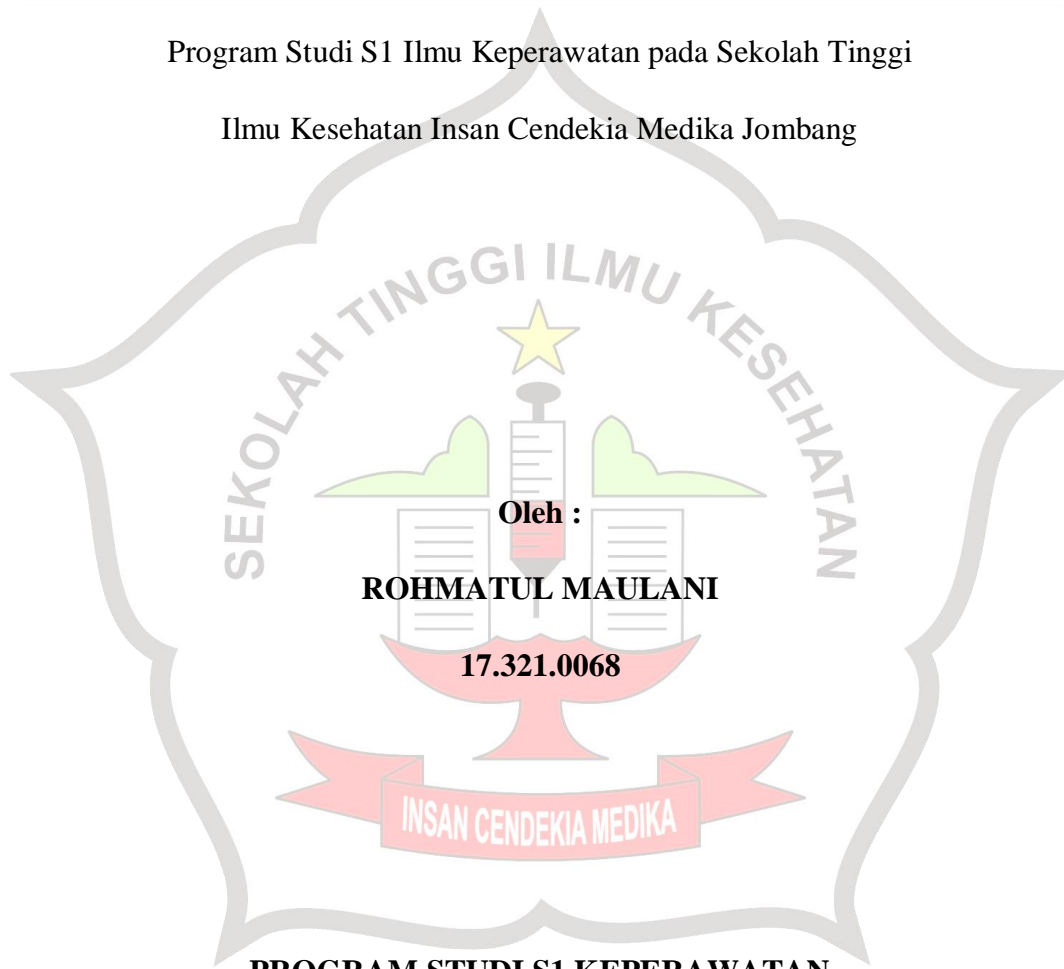 Program Studi S1 Ilmu Keperawatan pada Sekolah Tinggi
Ilmu Kesehatan Insan Cendekia Medika Jombang
SEKOLAH TINGGI ILMU KESEHATAN
Oleh :
ROHMATUL MAULANI
17.321.0068
INSAN CENDEKIA MEDIKA
PROGRAM STUDI S1 KEPERAWATAN